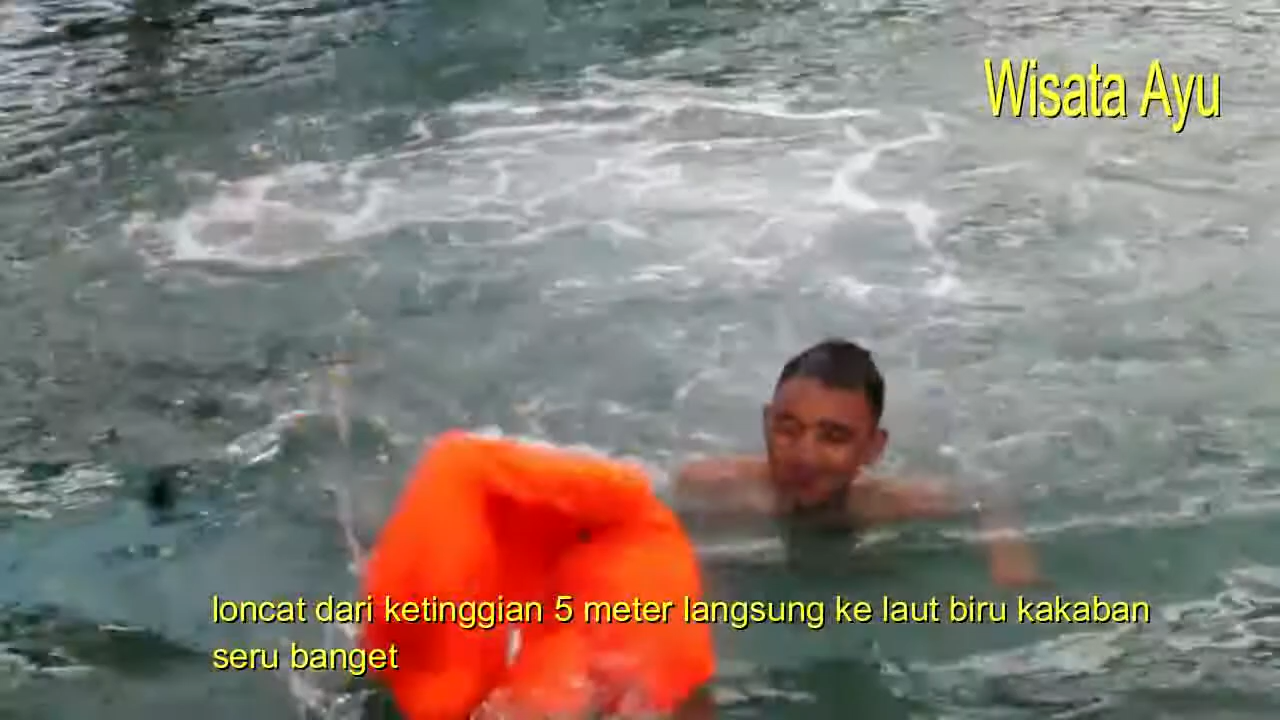 Wisata Ayu
loncat dari ketinggian 5 meter langsung ke laut biru kakaban
seru banget